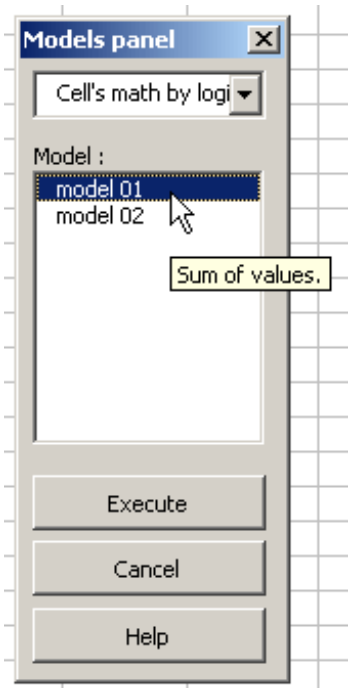 Models panel
Cell's math by logi
Model :
model 01
model 02
Sum of values.
Execute
Cancel
Help